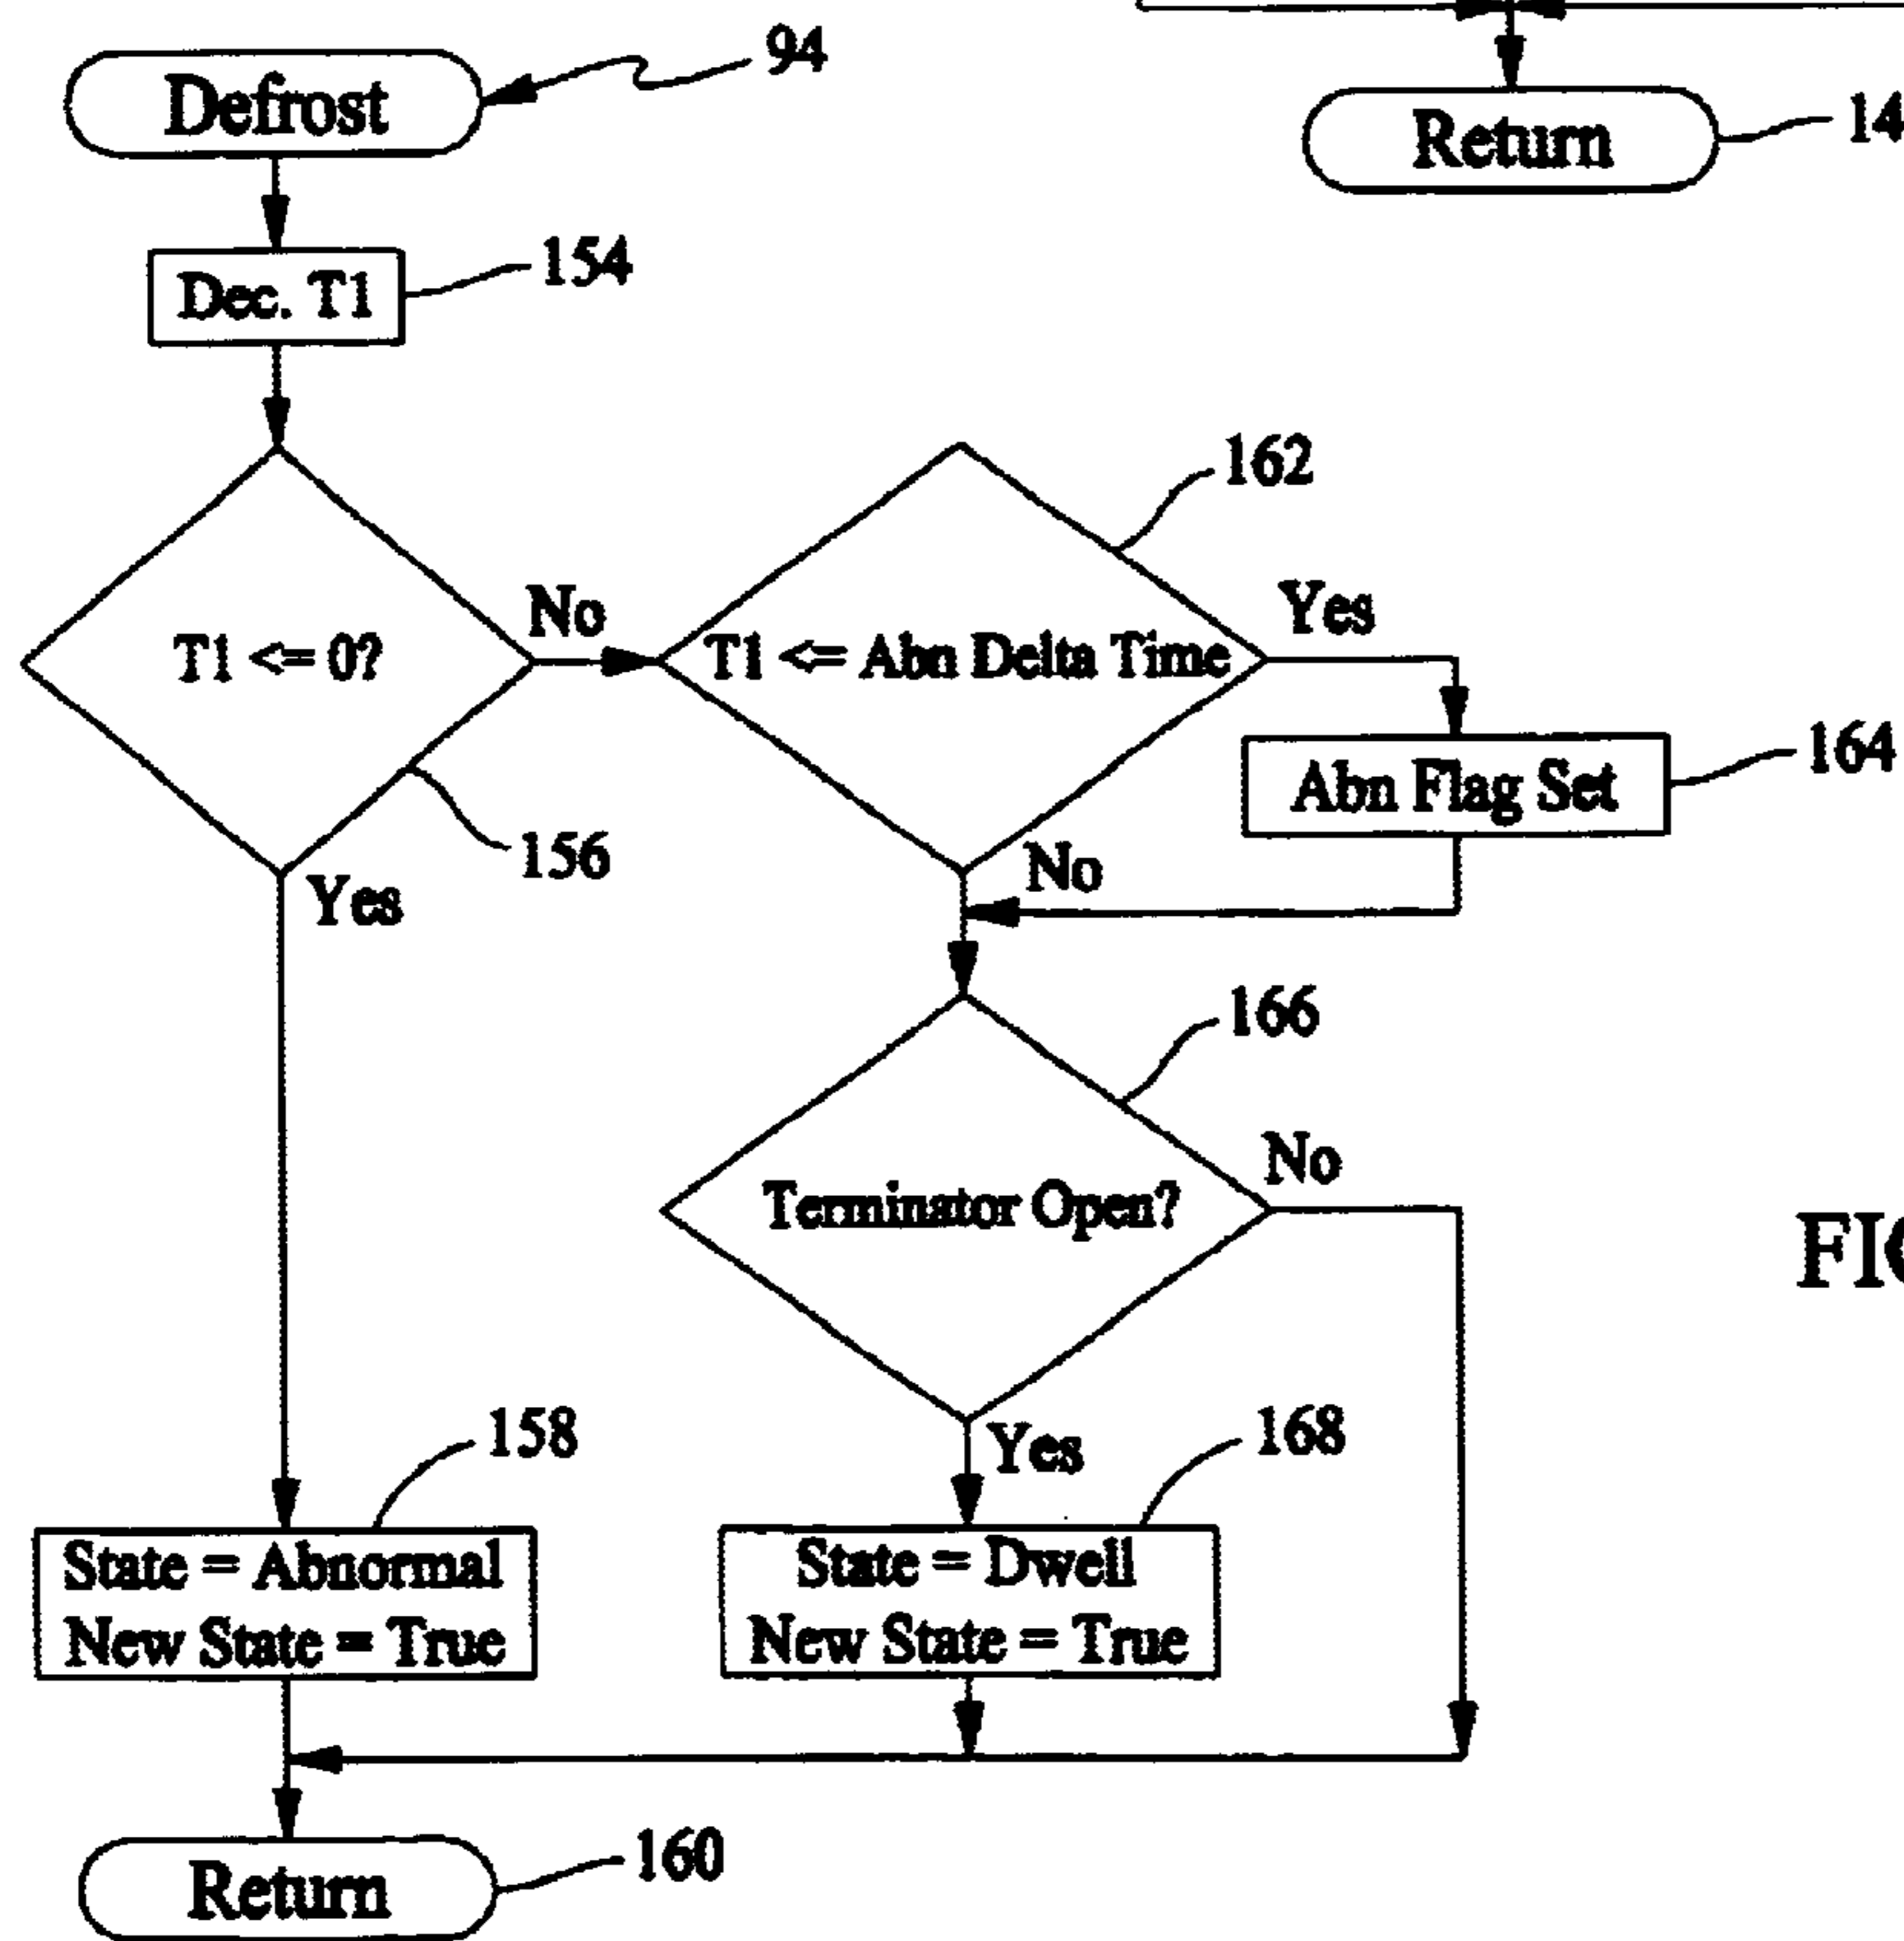 94
Defrost
Return
14
154
Dec. T1
162
No
Yes
T1 <= 0?
T1 <= Abn Delta Time
164
Abn Flag Set
156
No
Yes
166
No
Terminator Open?
FIG
158
Yes
168
State = Abnormal
New State = True
State = Dwell
New State = True
160
Return